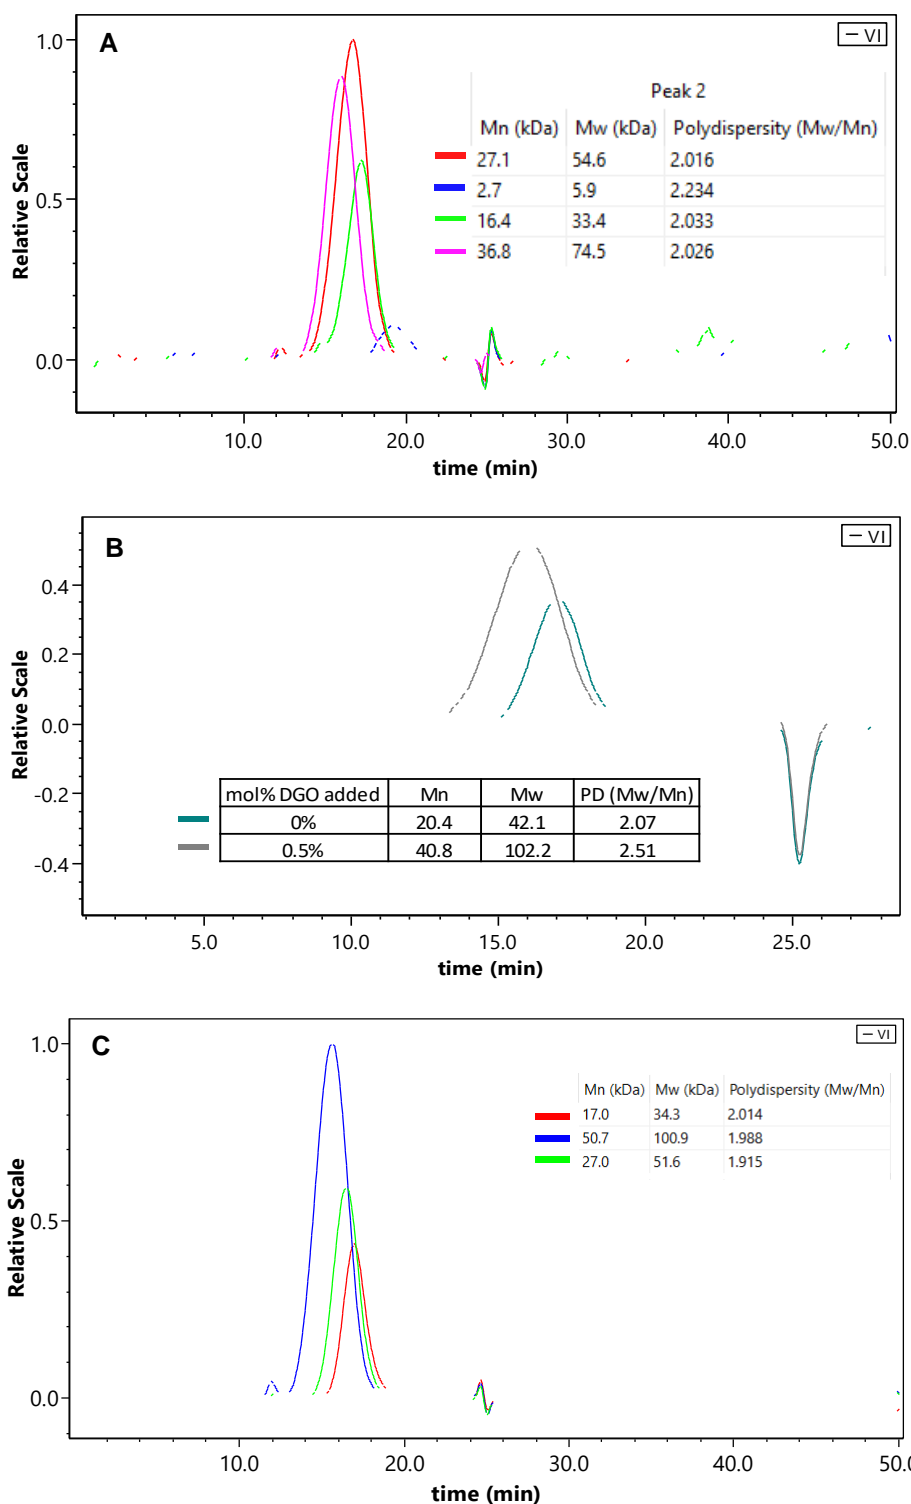 A
– VI
1.0
0.5
0.0
Relative Scale
Peak 2
Mn (kDa) Mw (kDa) Polydispersity (Mw/Mn)
27.1 54.6 2.016
2.7 5.9 2.234
16.4 33.4 2.033
36.8 74.5 2.026
10.0 20.0 30.0 40.0 50.0
time (min)
B
– VI
0.4
0.2
0.0
-0.2
-0.4
Relative Scale
mol% DGO added Mn Mw PD (Mw/Mn)
0% 20.4 42.1 2.07
0.5% 40.8 102.2 2.51
5.0 10.0 15.0 20.0 25.0
time (min)
C
– VI
1.0
0.5
0.0
Relative Scale
Mn (kDa) Mw (kDa) Polydispersity (Mw/Mn)
17.0 34.3 2.014
50.7 100.9 1.988
27.0 51.6 1.915
10.0 20.0 30.0 40.0 50.0
time (min)